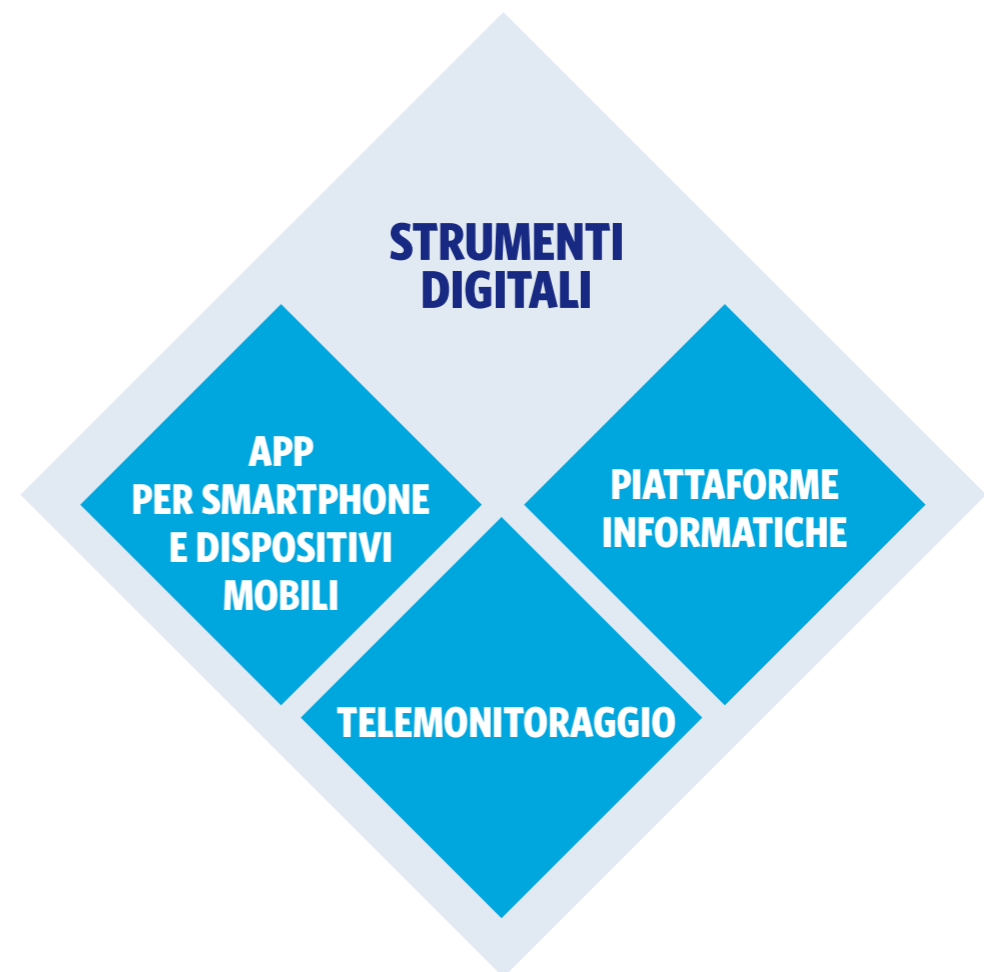 STRUMENTI
DIGITALI
APP
PER SMARTPHONE
E DISPOSITIVI
MOBILI
PIATTAFORME
INFORMATICHE
TELEMONITORAGGIO